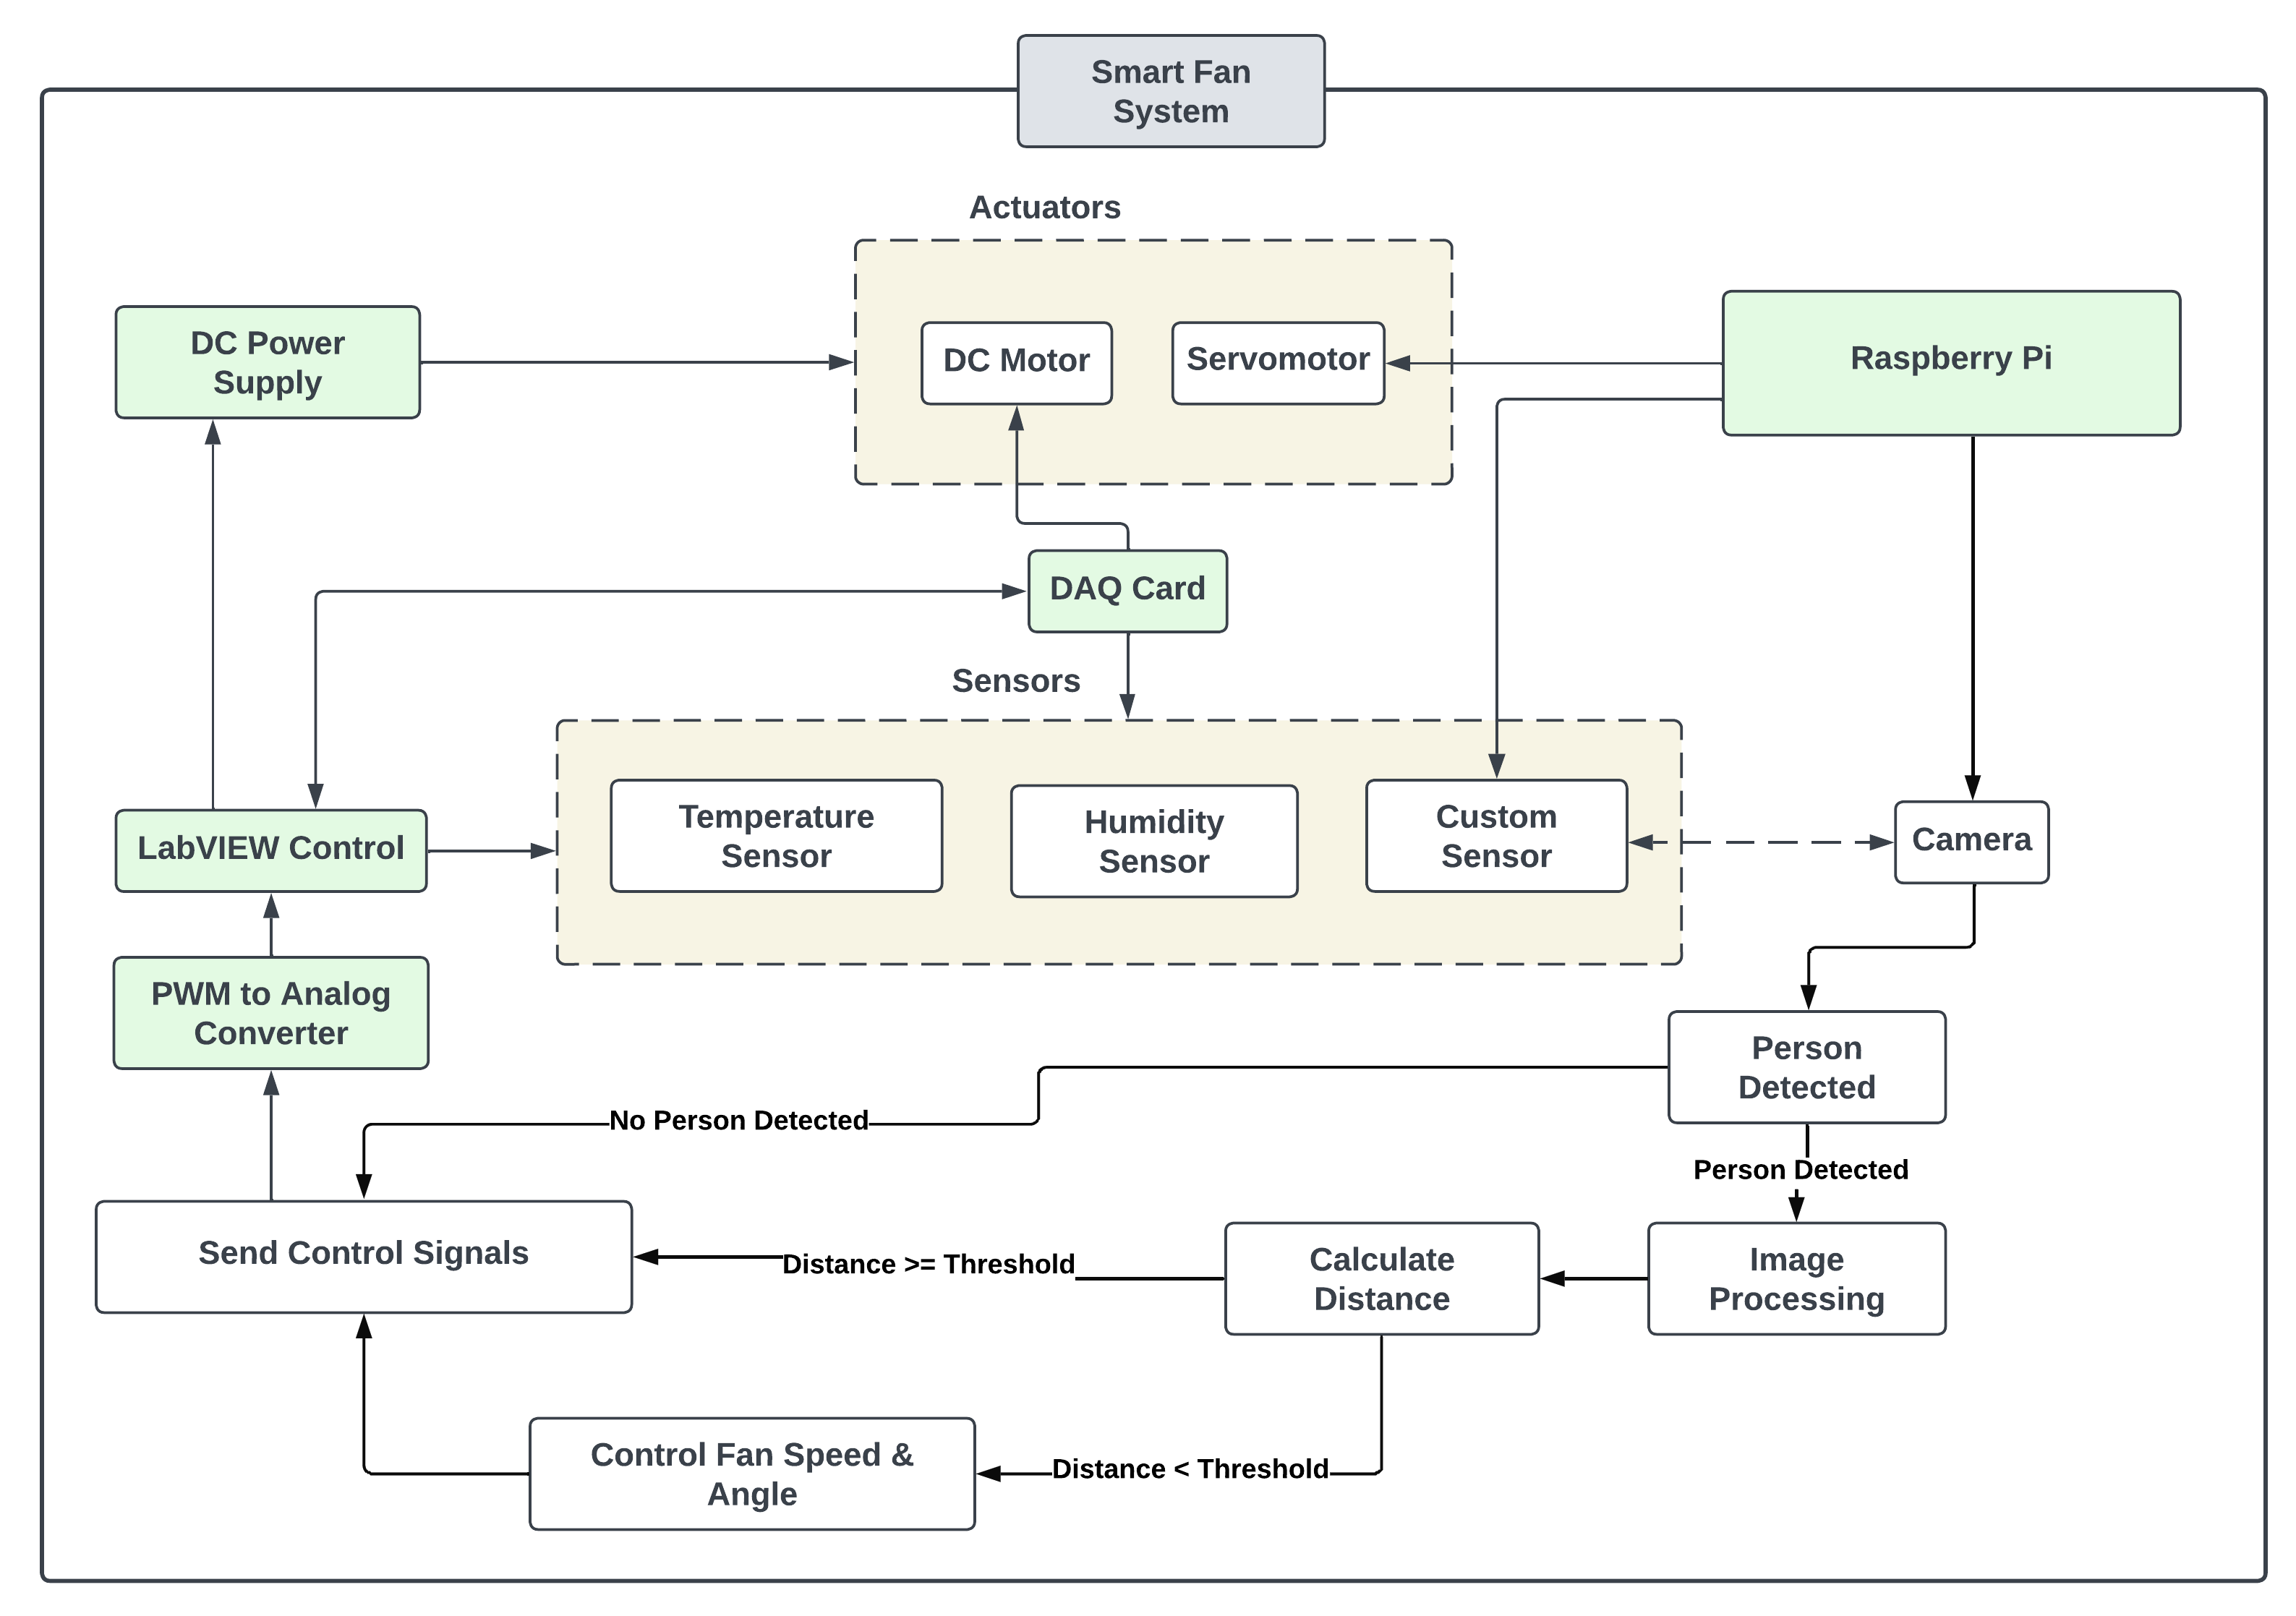 Smart Fan
System
Actuators
DC Power
Supply
DC Motor
Servomotor
Raspberry Pi
DAQ Card
Sensors
LabVIEW Control
Temperature
Sensor
Humidity
Sensor
Custom
Sensor
Camera
PWM to Analog
Converter
Person
Detected
No Person Detected
Person Detected
Send Control Signals
Distance >= Threshold
Calculate
Distance
Image
Processing
Control Fan Speed &
Angle
Distance < Threshold